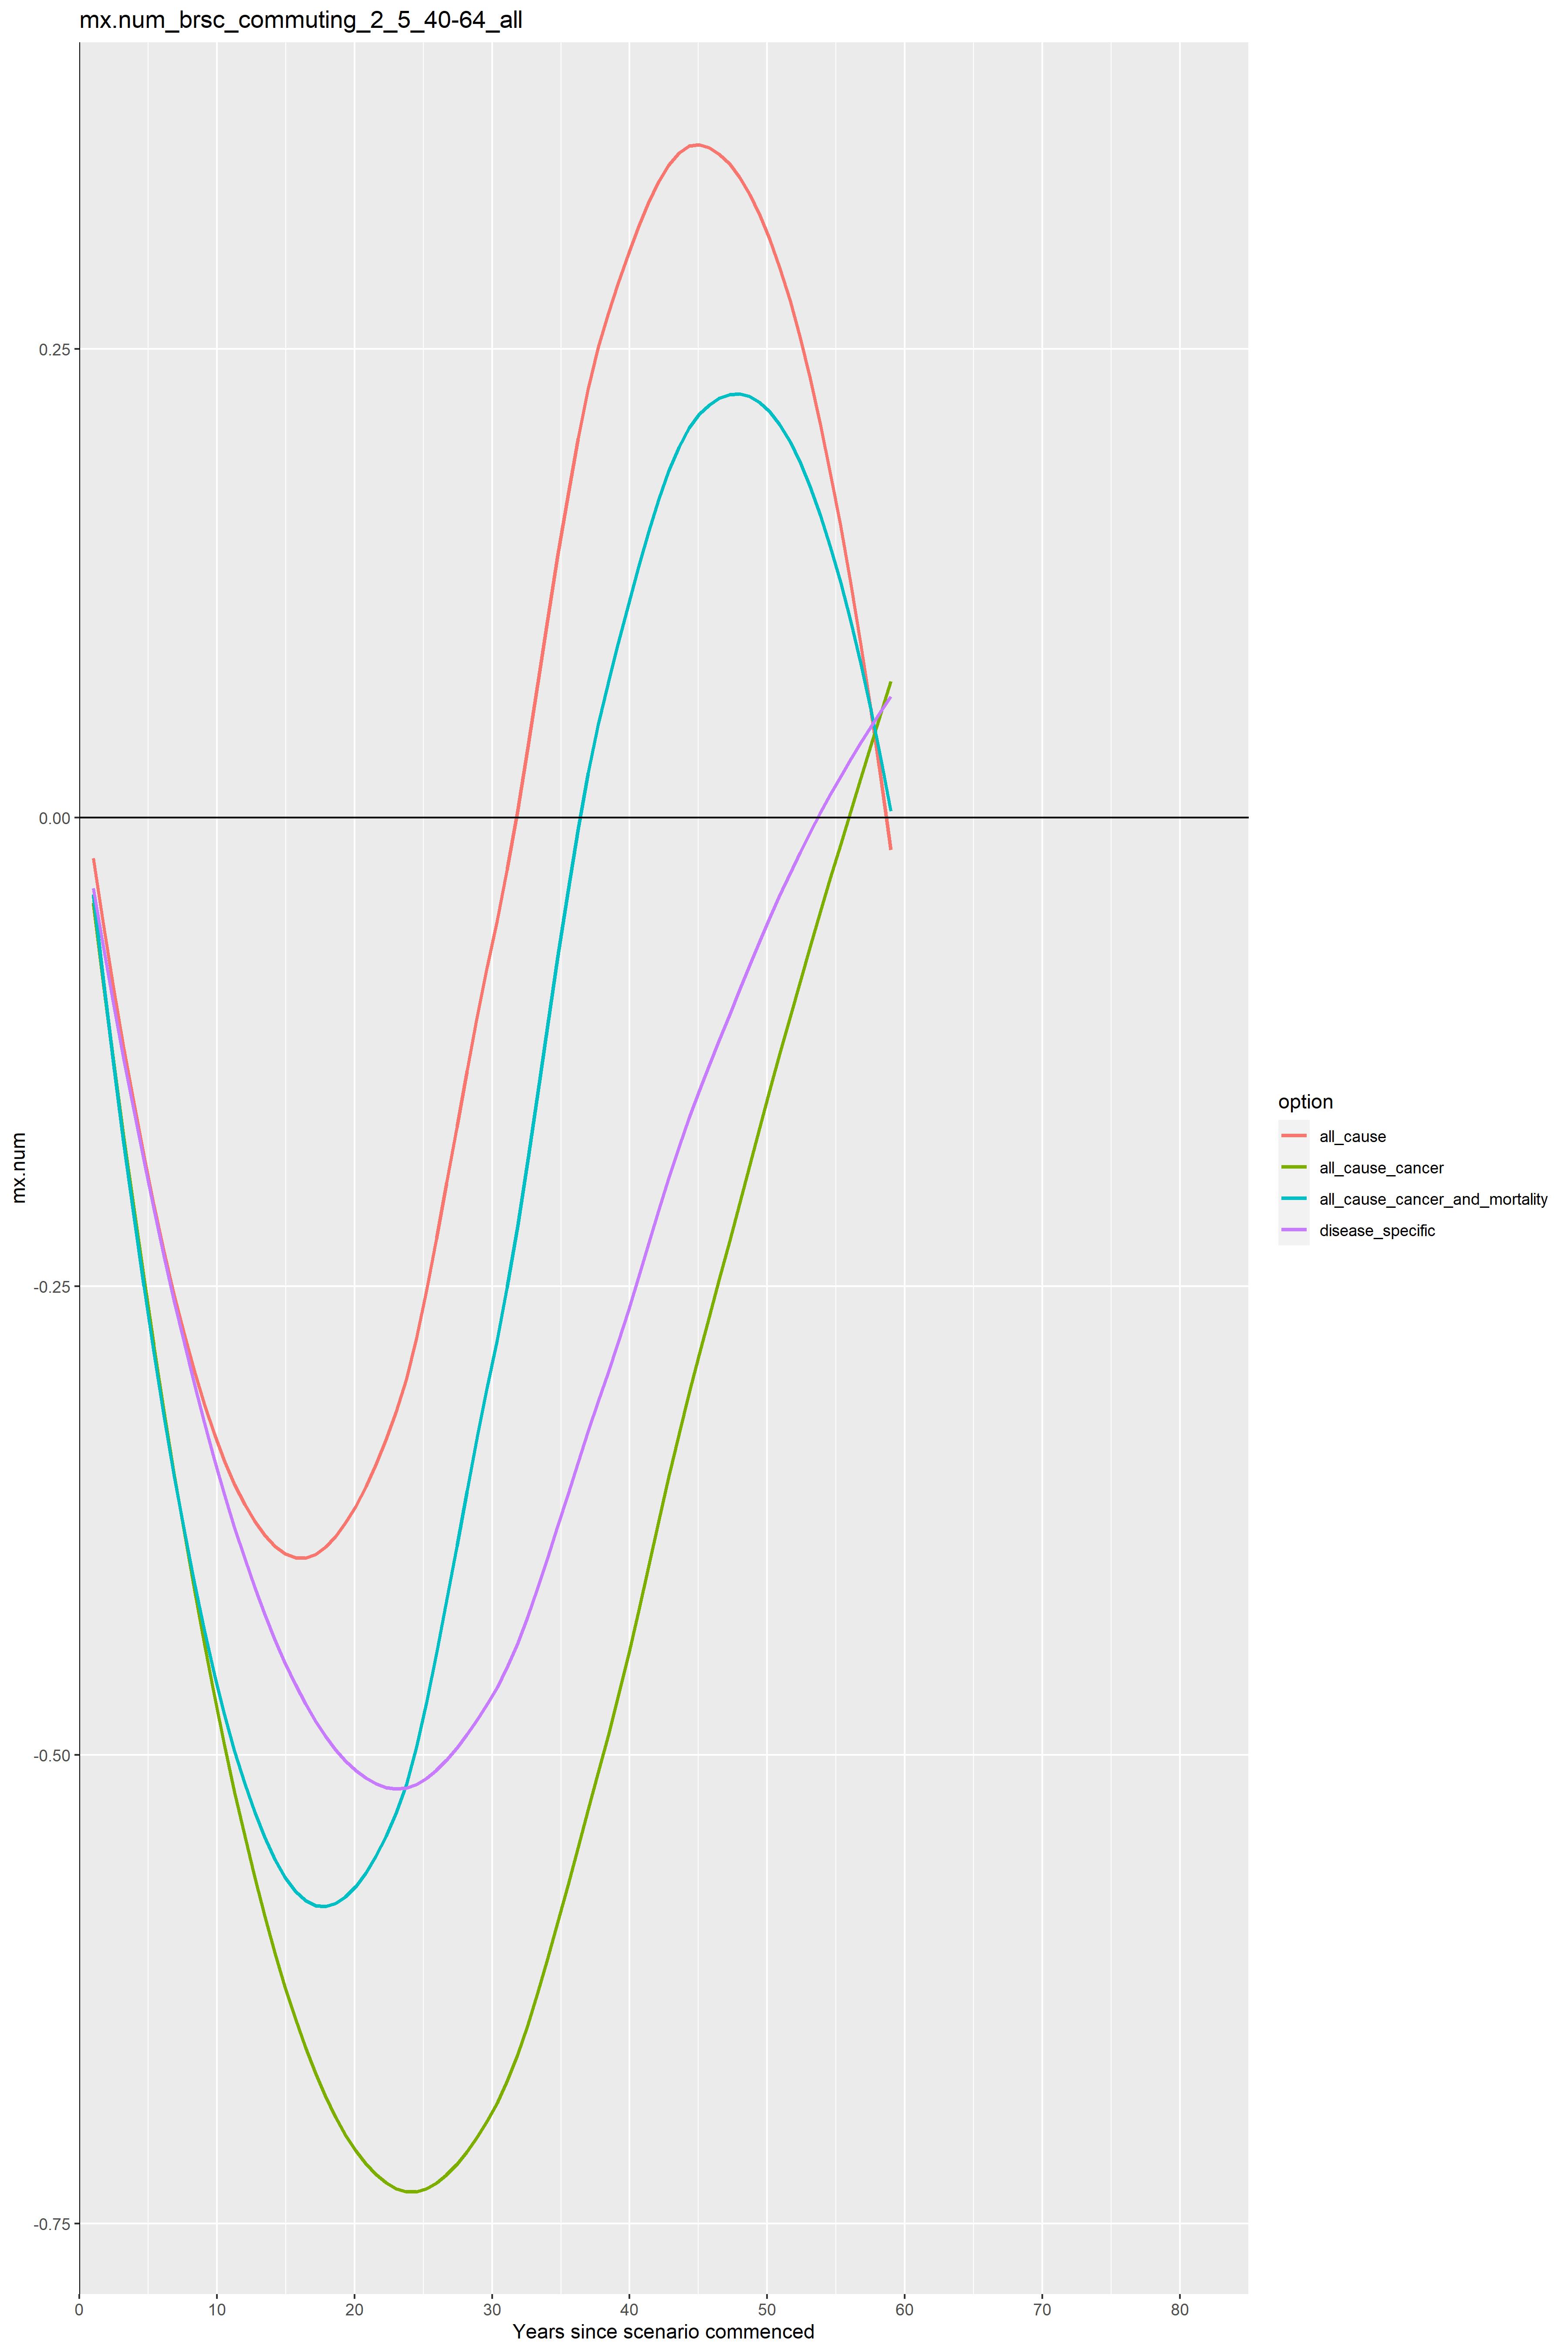 mx.num_brsc_commuting_2_5_40-64_all
mx.num
0.25
0.00
-0.25
-0.50
-0.75
0 10 20 30 40 50 60 70 80
Years since scenario commenced
option
all_cause
all_cause_cancer
all_cause_cancer_and_mortality
disease_specific